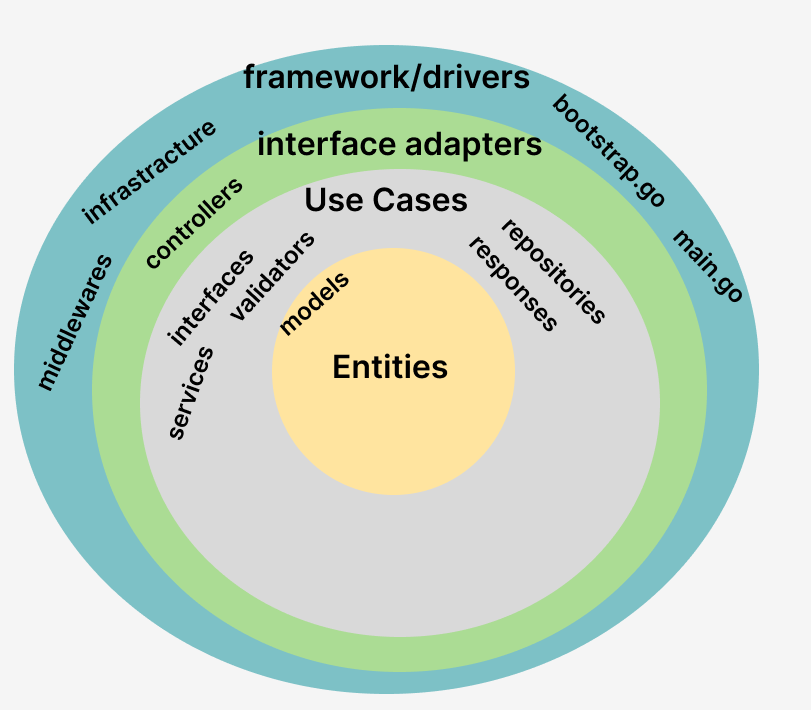 framework/drivers
bootstrap.go
infrastracture
interface adapters
controllers
Use Cases
main.go
middlewares
interfaces
validators
repositories
responses
models
services
Entities